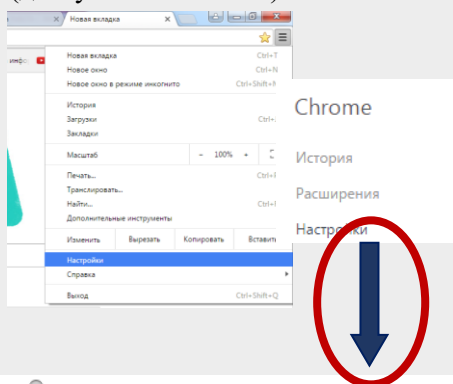 Новая вкладка
Новая вкладка Ctrl+T
Новое окно Ctrl+N
Новое окно в режиме инкогнито Ctrl+Shift+N
История
Загрузки Ctrl+
Закладки
Масштаб - 100% +
Печать...
Транслировать...
Найти...
Дополнительные инструменты
Изменить Вырезать Копировать Вставить
Настройки
Справка
Выход Ctrl+Shift+Q
Chrome
История
Расширения
Настройки